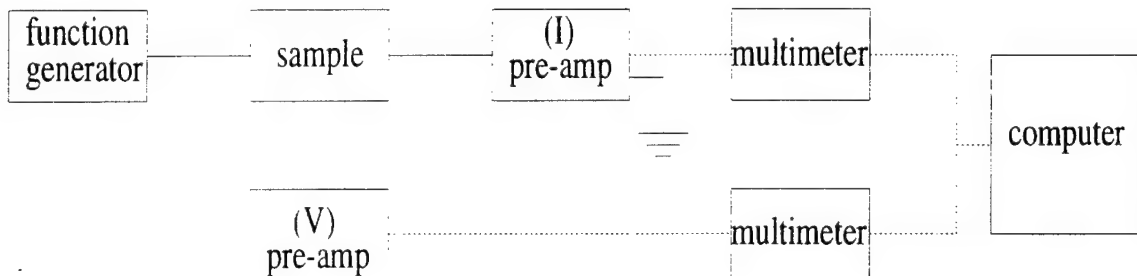 function
generator
sample
(I)
pre-amp
multimeter
computer
(V)
pre-amp
multimeter